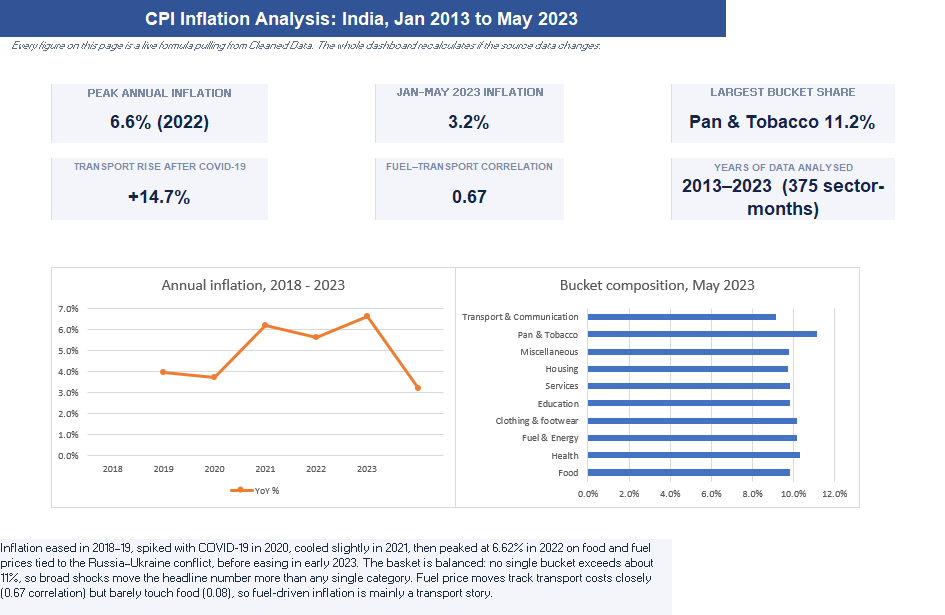 CPI Inflation Analysis: India, Jan 2013 to May 2023
Every figure on this page is a live formula pulling from Cleaned Data. The whole dashboard recalculates if the source data changes.
PEAK ANNUAL INFLATION
6.6% (2022)
JAN–MAY 2023 INFLATION
3.2%
LARGEST BUCKET SHARE
Pan & Tobacco 11.2%
TRANSPORT RISE AFTER COVID-19
+14.7%
FUEL–TRANSPORT CORRELATION
0.67
YEARS OF DATA ANALYSED
2013–2023 (375 sector-
months)
Annual inflation, 2018 - 2023
7.0%
6.0%
5.0%
4.0%
3.0%
2.0%
1.0%
0.0%
2018 2019 2020 2021 2022 2023
YoY %
Bucket composition, May 2023
Transport & Communication
Pan & Tobacco
Miscellaneous
Housing
Services
Education
Clothing & footwear
Fuel & Energy
Health
Food
0.0% 2.0% 4.0% 6.0% 8.0% 10.0% 12.0%
Inflation eased in 2018–19, spiked with COVID-19 in 2020, cooled slightly in 2021, then peaked at 6.62% in 2022 on food and fuel
prices tied to the Russia–Ukraine conflict, before easing in early 2023. The basket is balanced: no single bucket exceeds about
11%, so broad shocks move the headline number more than any single category. Fuel price moves track transport costs closely
(0.67 correlation) but barely touch food (0.08), so fuel-driven inflation is mainly a transport story.